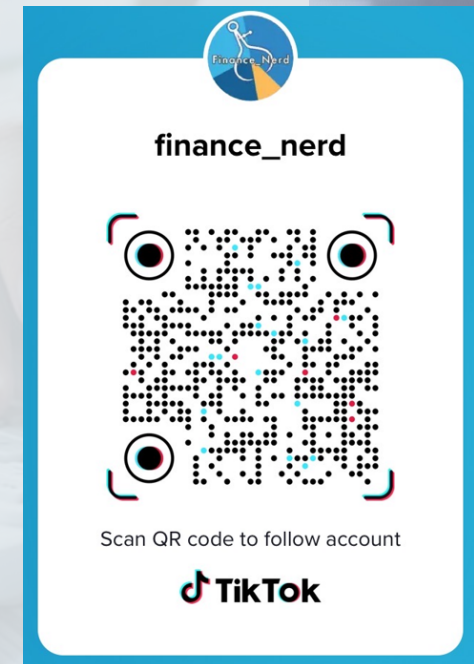 Finance_Nerd
finance_nerd
Scan QR code to follow account
TikTok